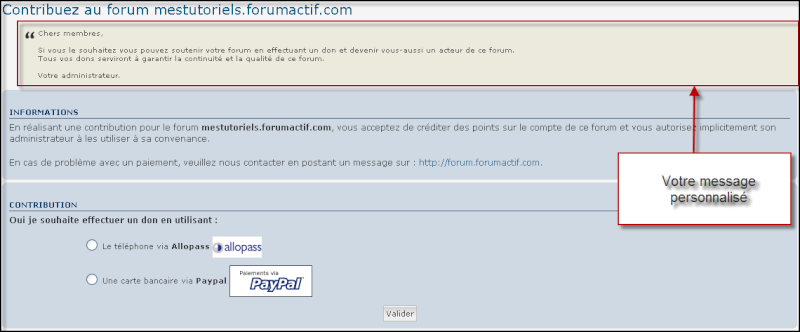 Contribuez au forum mestutoriels.forumactif.com
Chers membres,
Si vous le souhaitez vous pouvez soutenir votre forum en effectuant un don et devenir vous-aussi un acteur de ce forum.
Tous vos dons serviront à garantir la continuité et la qualité de ce forum.
Votre administrateur.
INFORMATIONS
En réalisant une contribution pour le forum mestutoriels.forumactif.com, vous acceptez de créditer des points sur le compte de ce forum et vous autorisez implicitement son
administrateur à les utiliser à sa convenance.
En cas de problème avec un paiement, veuillez nous contacter en postant un message sur : http://forum.forumactif.com.
Votre message
personnalisé
CONTRIBUTION
Oui je souhaite effectuer un don en utilisant :
Le téléphone via Allopass allopass
Une carte bancaire via Paypal Paiements via
PayPal
Valider